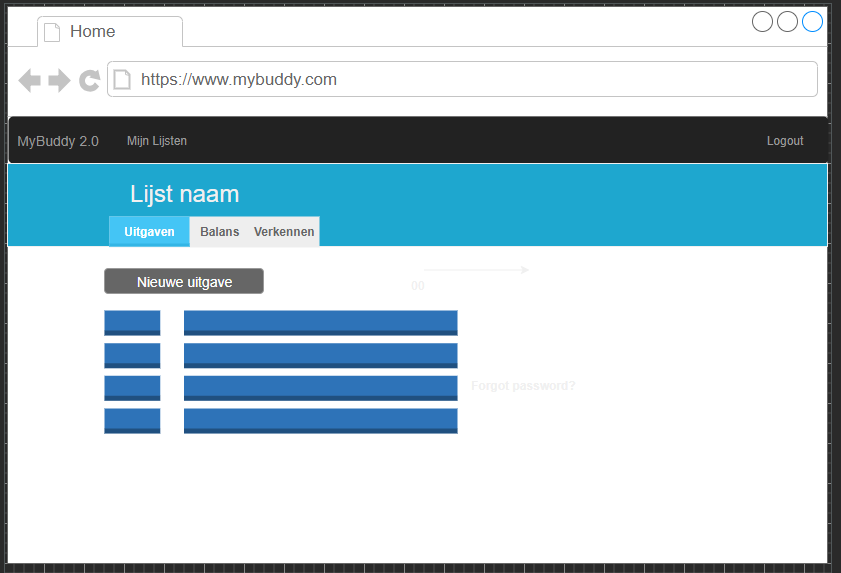 Home
https://www.mybuddy.com
MyBuddy 2.0 Mijn Lijsten Logout
Lijst naam
Uitgaven Balans Verkennen
Nieuwe uitgave
00
Forgot password?